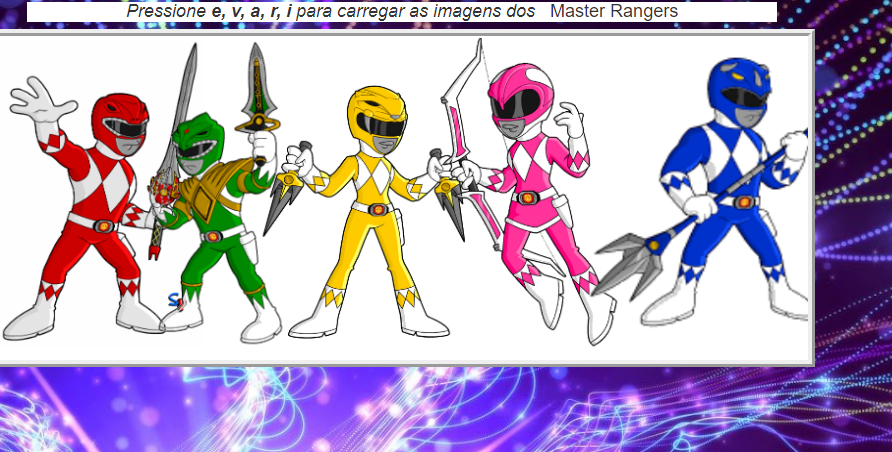 Pressione e, v, a, r, i para carregar as imagens dos Master Rangers